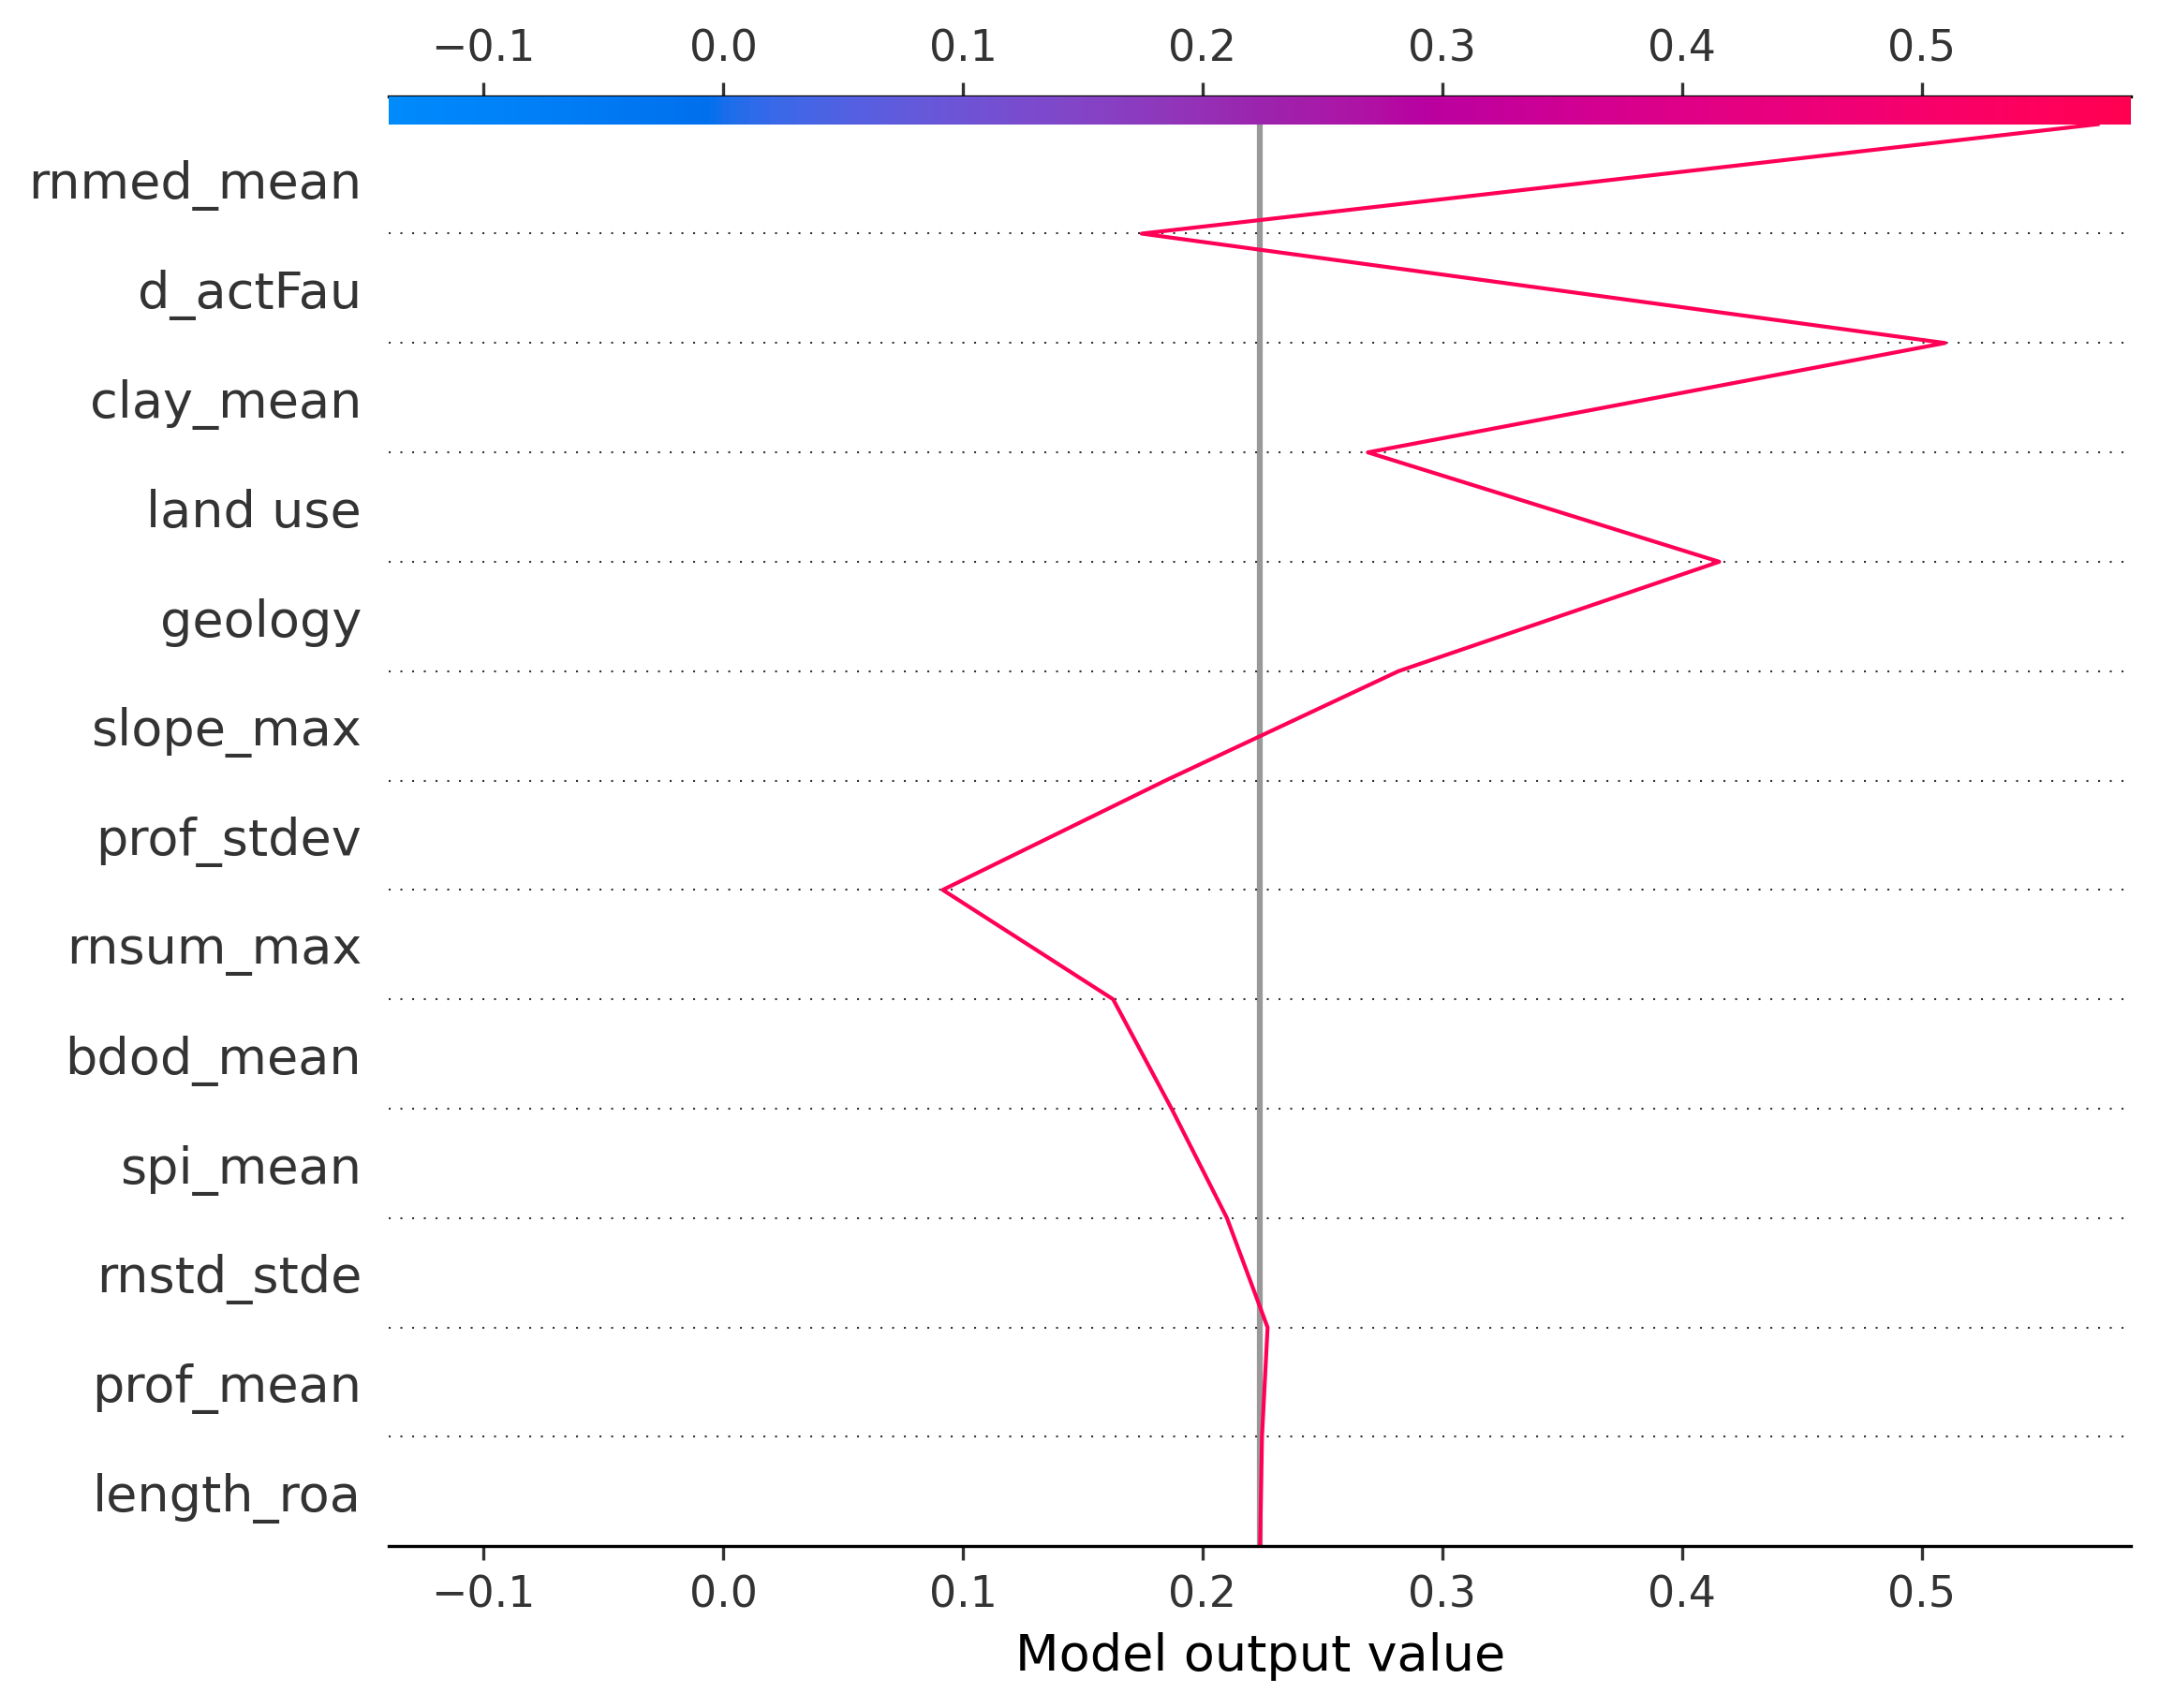 −0.1 0.0 0.1 0.2 0.3 0.4 0.5
rnmed_mean
d_actFau
clay_mean
land use
geology
slope_max
prof_stdev
rnsum_max
bdod_mean
spi_mean
rnstd_stde
prof_mean
length_roa
−0.1 0.0 0.1 0.2 0.3 0.4 0.5
Model output value